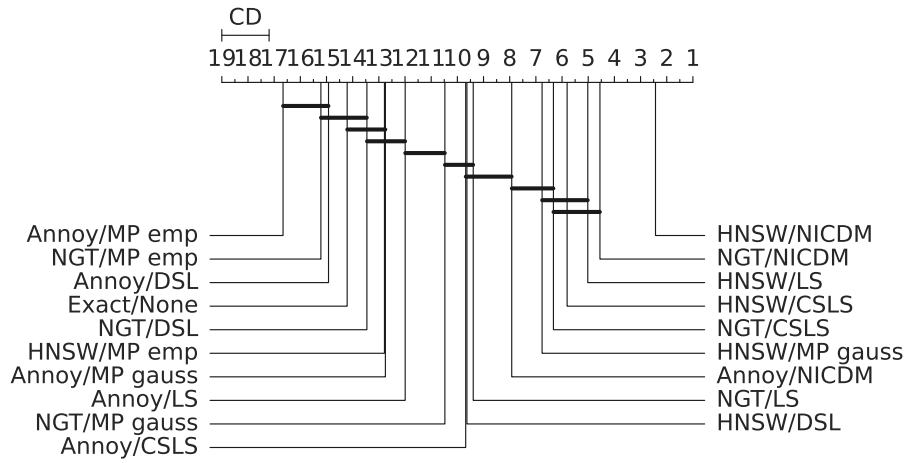 CD
19 18 17 16 15 14 13 12 11 10 9 8 7 6 5 4 3 2 1
Annoy/MP emp
NGT/MP emp
Annoy/DSL
Exact/None
NGT/DSL
HNSW/MP emp
Annoy/MP gauss
Annoy/LS
NGT/MP gauss
Annoy/CSLS
HNSW/NICDM
NGT/NICDM
HNSW/LS
HNSW/CSLS
NGT/CSLS
HNSW/MP gauss
Annoy/NICDM
NGT/LS
HNSW/DSL